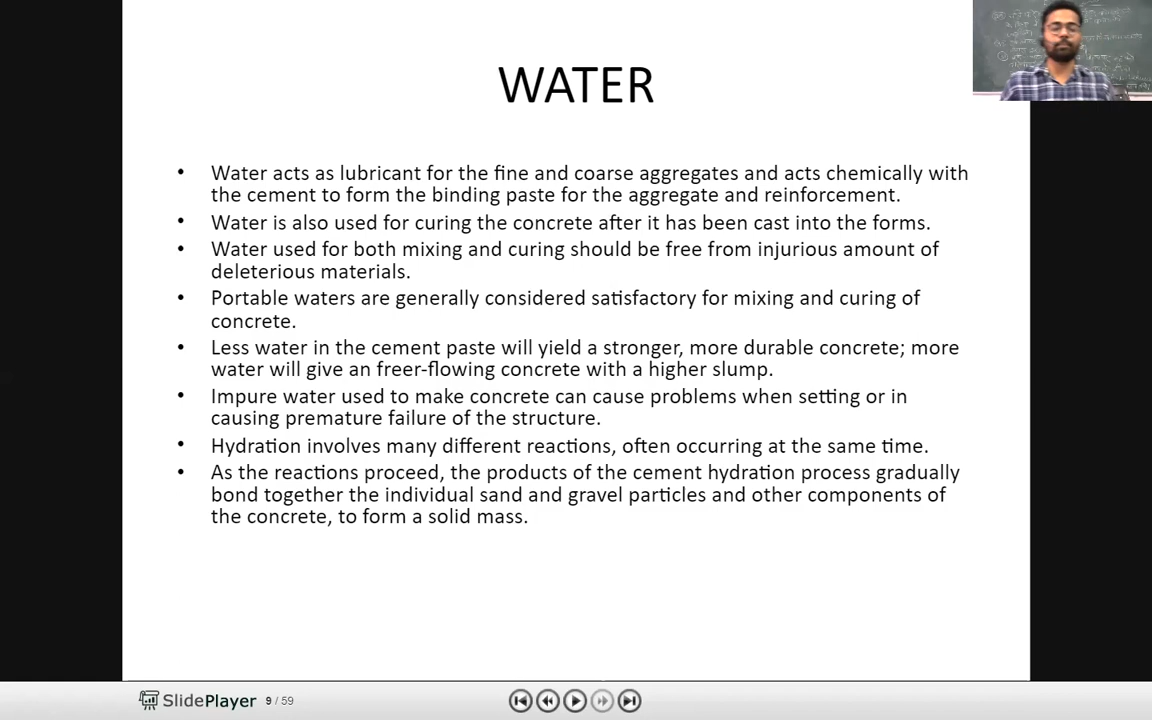 WATER
• Water acts as lubricant for the fine and coarse aggregates and acts chemically with
the cement to form the binding paste for the aggregate and reinforcement.
• Water is also used for curing the concrete after it has been cast into the forms.
• Water used for both mixing and curing should be free from injurious amount of
deleterious materials.
• Portable waters are generally considered satisfactory for mixing and curing of
concrete.
• Less water in the cement paste will yield a stronger, more durable concrete; more
water will give an freer-flowing concrete with a higher slump.
• Impure water used to make concrete can cause problems when setting or in
causing premature failure of the structure.
• Hydration involves many different reactions, often occurring at the same time.
• As the reactions proceed, the products of the cement hydration process gradually
bond together the individual sand and gravel particles and other components of
the concrete, to form a solid mass.
SlidePlayer 9 / 59